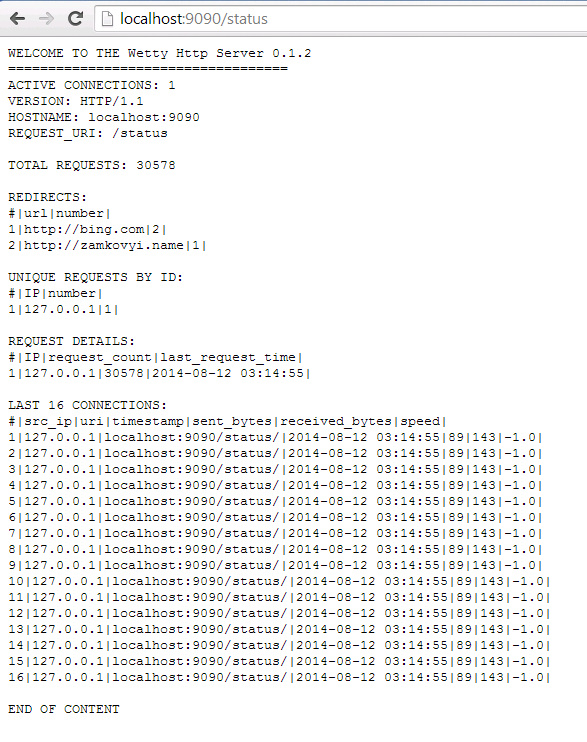 localhost:9090/status
WELCOME TO THE Wetty Http Server 0.1.2
===================================
ACTIVE CONNECTIONS: 1
VERSION: HTTP/1.1
HOSTNAME: localhost:9090
REQUEST_URI: /status
TOTAL REQUESTS: 30578
REDIRECTS:
#|url|number|
1|http://bing.com|2|
2|http://zamkovyi.name|1|
UNIQUE REQUESTS BY ID:
#|IP|number|
1|127.0.0.1|1|
REQUEST DETAILS:
#|IP|request_count|last_request_time|
1|127.0.0.1|30578|2014-08-12 03:14:55|
LAST 16 CONNECTIONS:
#|src_ip|uri|timestamp|sent_bytes|received_bytes|speed|
1|127.0.0.1|localhost:9090/status/|2014-08-12 03:14:55|89|143|-1.0|
2|127.0.0.1|localhost:9090/status/|2014-08-12 03:14:55|89|143|-1.0|
3|127.0.0.1|localhost:9090/status/|2014-08-12 03:14:55|89|143|-1.0|
4|127.0.0.1|localhost:9090/status/|2014-08-12 03:14:55|89|143|-1.0|
5|127.0.0.1|localhost:9090/status/|2014-08-12 03:14:55|89|143|-1.0|
6|127.0.0.1|localhost:9090/status/|2014-08-12 03:14:55|89|143|-1.0|
7|127.0.0.1|localhost:9090/status/|2014-08-12 03:14:55|89|143|-1.0|
8|127.0.0.1|localhost:9090/status/|2014-08-12 03:14:55|89|143|-1.0|
9|127.0.0.1|localhost:9090/status/|2014-08-12 03:14:55|89|143|-1.0|
10|127.0.0.1|localhost:9090/status/|2014-08-12 03:14:55|89|143|-1.0|
11|127.0.0.1|localhost:9090/status/|2014-08-12 03:14:55|89|143|-1.0|
12|127.0.0.1|localhost:9090/status/|2014-08-12 03:14:55|89|143|-1.0|
13|127.0.0.1|localhost:9090/status/|2014-08-12 03:14:55|89|143|-1.0|
14|127.0.0.1|localhost:9090/status/|2014-08-12 03:14:55|89|143|-1.0|
15|127.0.0.1|localhost:9090/status/|2014-08-12 03:14:55|89|143|-1.0|
16|127.0.0.1|localhost:9090/status/|2014-08-12 03:14:55|89|143|-1.0|
END OF CONTENT